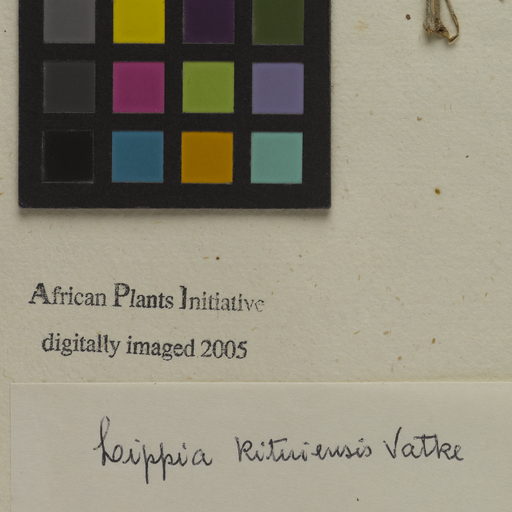 African Plants Initiative
digitally imaged 2005
Lippia kituiensis Vatke